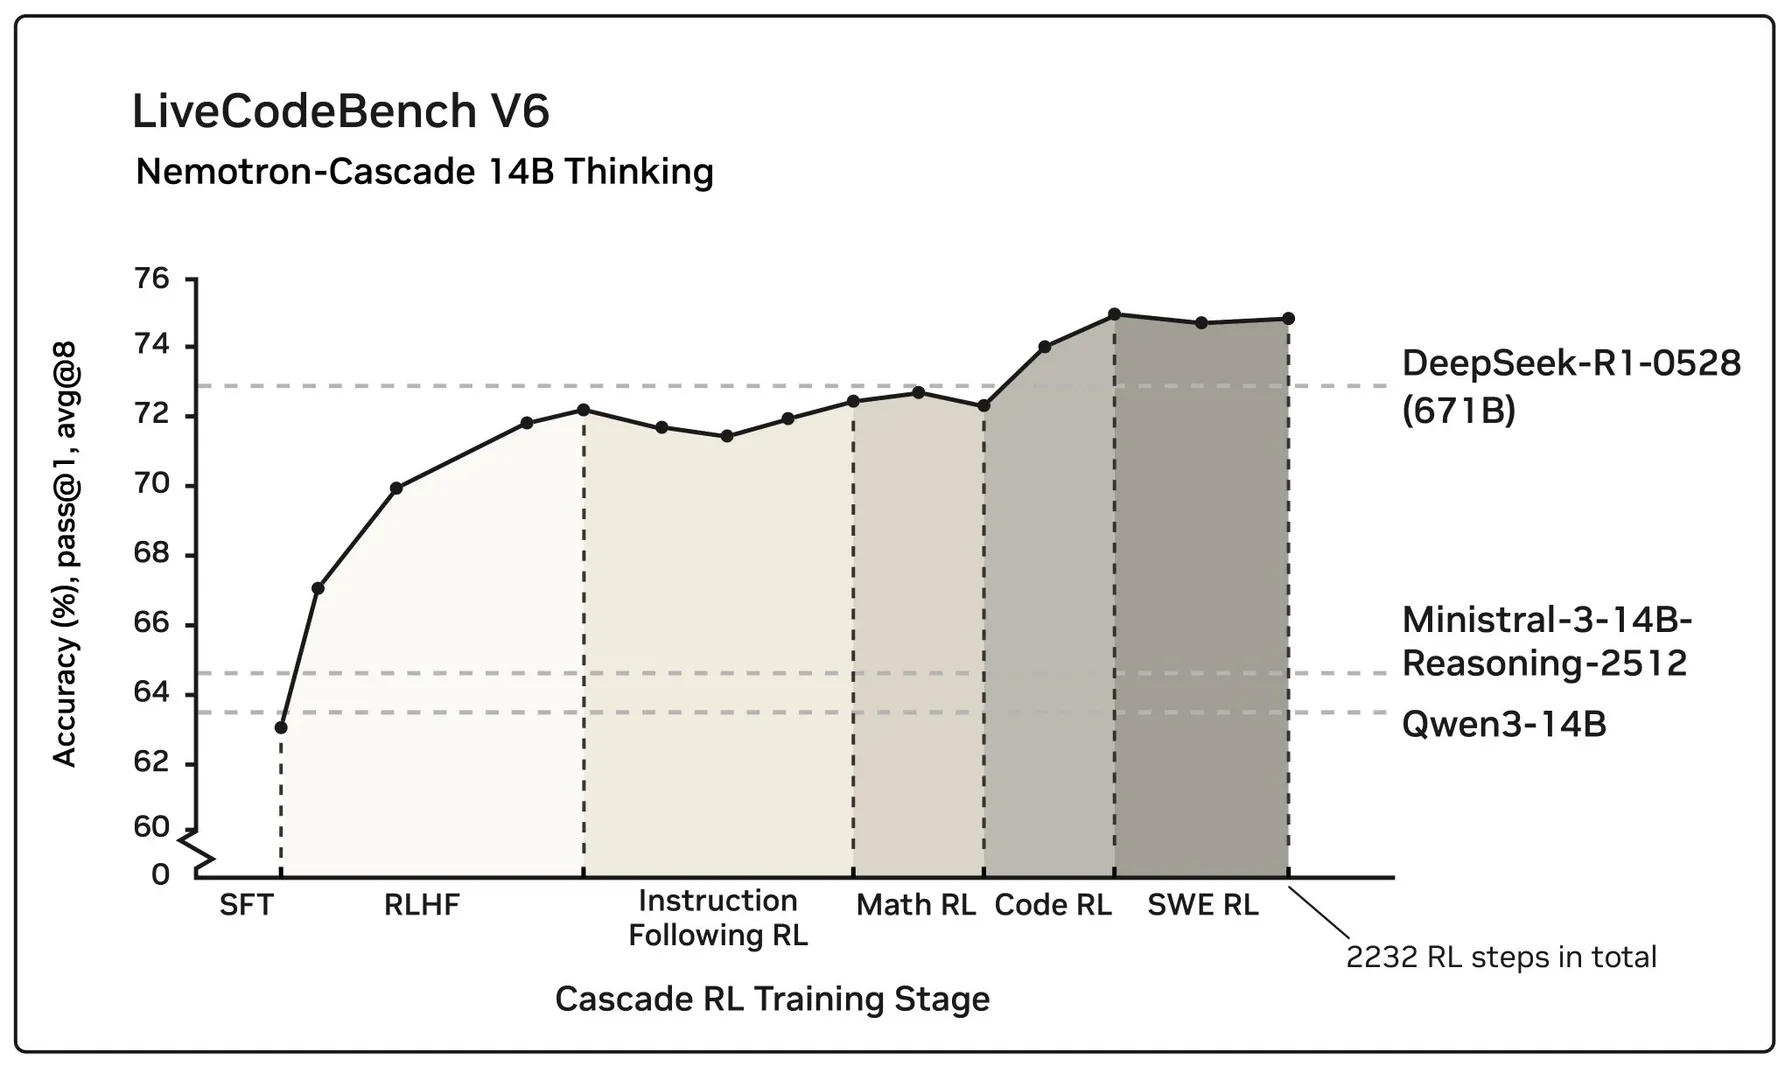 LiveCodeBench V6
Nemotron-Cascade 14B Thinking
Accuracy (%), pass@1, avg@8
76
74
72
70
68
66
64
62
60
0
DeepSeek-R1-0528
(671B)
Ministral-3-14B-
Reasoning-2512
Qwen3-14B
SFT
RLHF
Instruction
Following RL
Math RL
Code RL
SWE RL
2232 RL steps in total
Cascade RL Training Stage